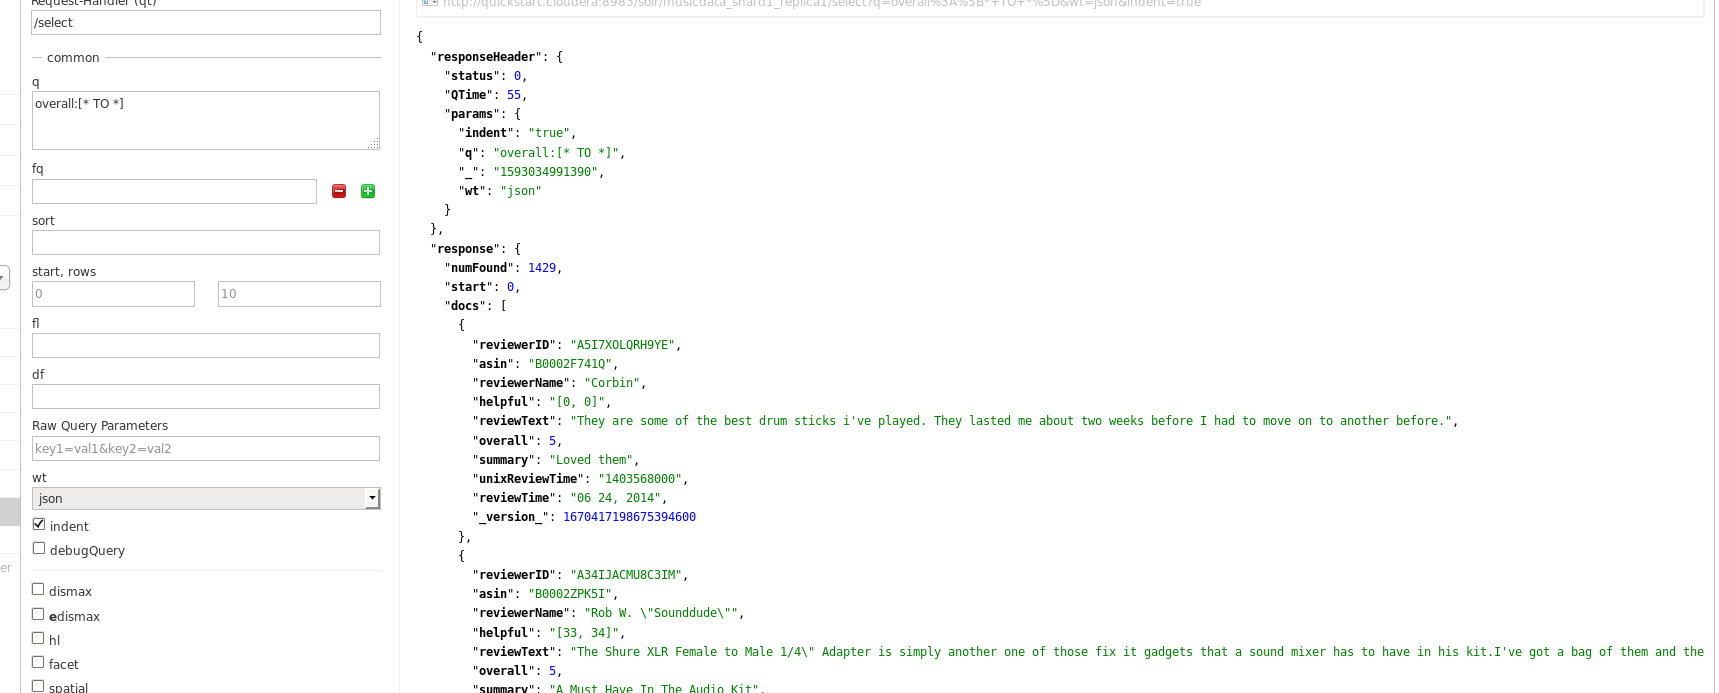 Request-Handler (qt)
/select
common
q
overall:[* TO *]
fq
sort
start, rows
0
10
fl
df
Raw Query Parameters
key1=val1&key2=val2
wt
json
indent
debugQuery
dismax
edismax
hl
facet
spatial
er
http://quickstart.cloudera:8983/solr/musicdata_shard1_replica1/select?q=overall%3A%5B*+TO+*%5D&wt=json&indent=true
{
"responseHeader": {
"status": 0,
"QTime": 55,
"params": {
"indent": "true",
"q": "overall:[* TO *]",
"_": "1593034991390",
"wt": "json"
}
},
"response": {
"numFound": 1429,
"start": 0,
"docs": [
{
"reviewerID": "A5I7XOLQRH9YE",
"asin": "B0002F741Q",
"reviewerName": "Corbin",
"helpful": "[0, 0]",
"reviewText": "They are some of the best drum sticks i've played. They lasted me about two weeks before I had to move on to another before.",
"overall": 5,
"summary": "Loved them",
"unixReviewTime": "1403568000",
"reviewTime": "06 24, 2014",
"_version_": 1670417198675394600
},
{
"reviewerID": "A34IJACMU8C3IM",
"asin": "B0002ZPK5I",
"reviewerName": "Rob W. \"Sounddude\"",
"helpful": "[33, 34]",
"reviewText": "The Shure XLR Female to Male 1/4\" Adapter is simply another one of those fix it gadgets that a sound mixer has to have in his kit.I've got a bag of them and the
"overall": 5,
"summary": "A Must Have In The Audio Kit",